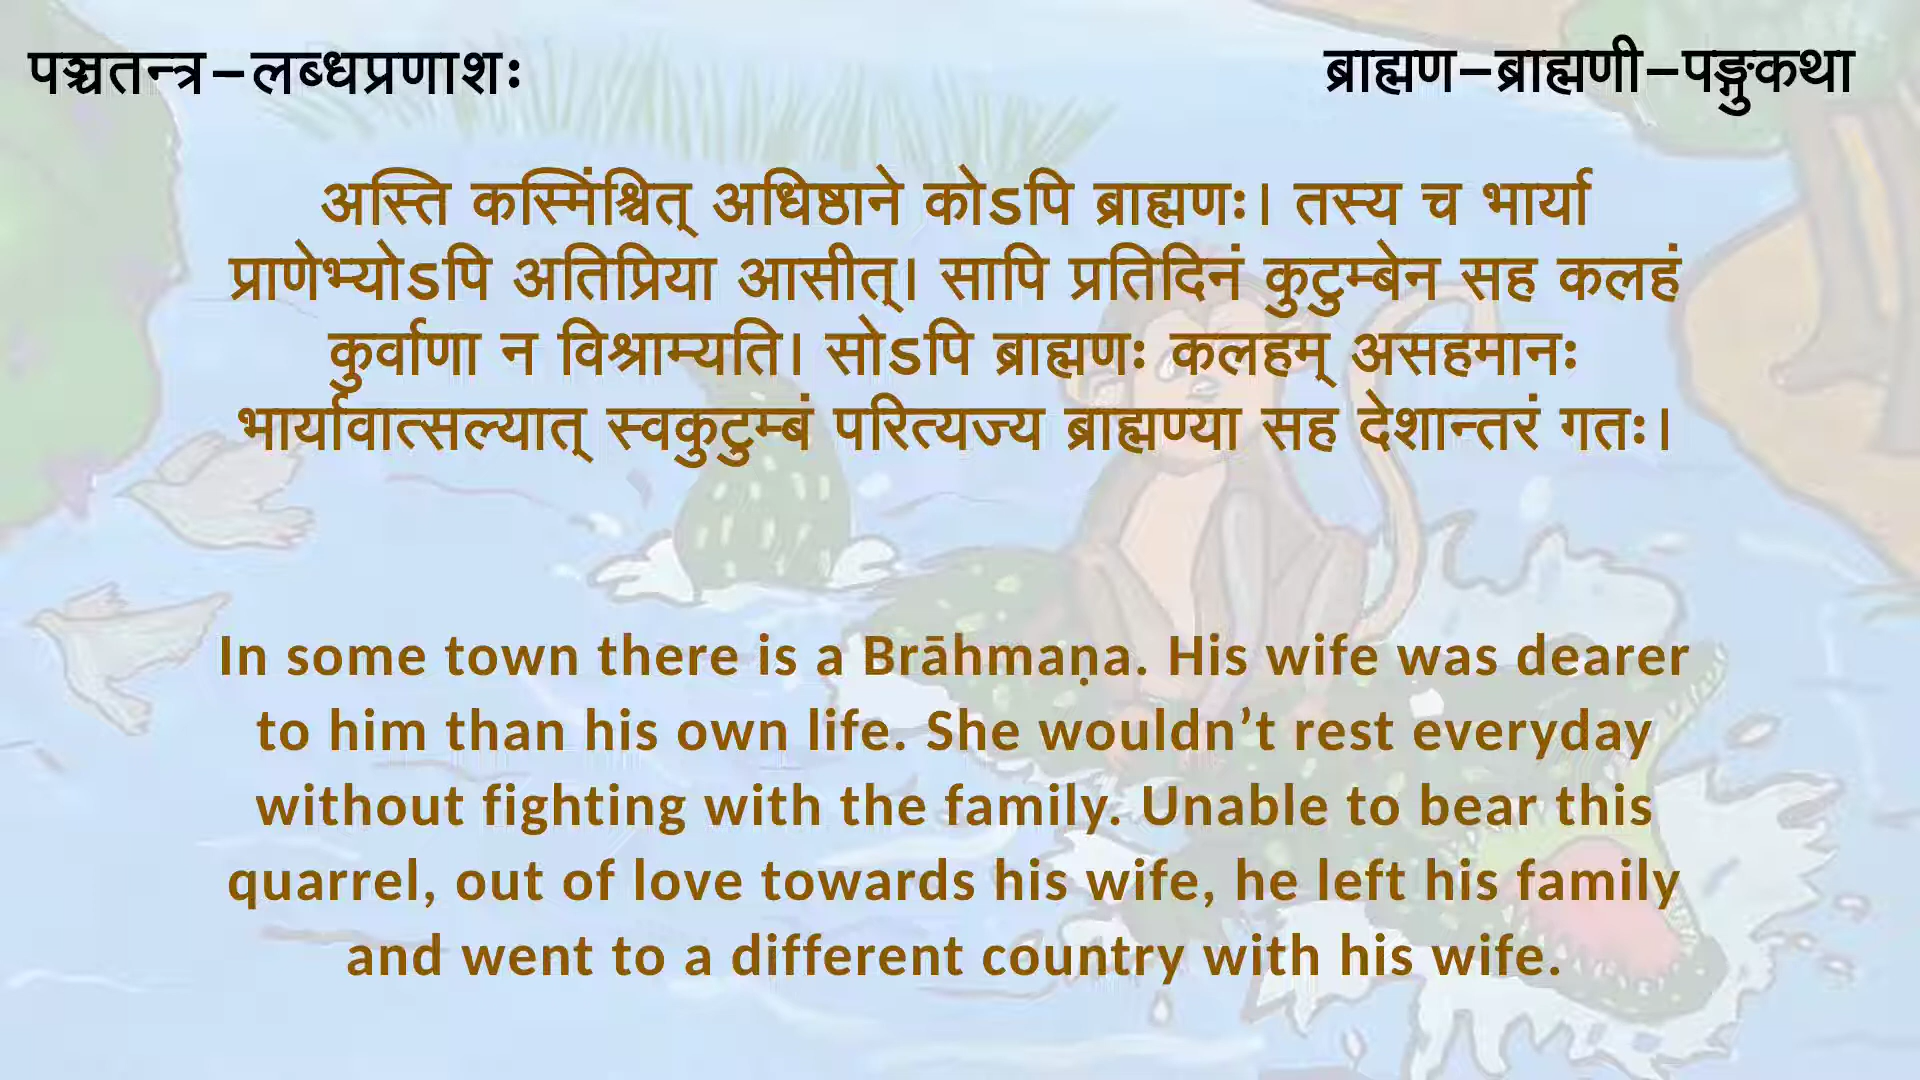 पञ्चतन्त्र–लब्धप्रणाशः
ब्राह्मण–ब्राह्मणी–पङ्गुकथा
अस्ति कस्मिंश्चित् अधिष्ठाने कोऽपि ब्राह्मणः। तस्य च भार्या
प्राणेभ्योऽपि अतिप्रिया आसीत्। सापि प्रतिदिनं कुटुम्बेन सह कलहं
कुर्वाणा न विश्राम्यति। सोऽपि ब्राह्मणः कलहम् असहमानः
भार्यावात्सल्यात् स्वकुटुम्बं परित्यज्य ब्राह्मण्या सह देशान्तरं गतः।
In some town there is a Brāhmaṇa. His wife was dearer
to him than his own life. She wouldn’t rest everyday
without fighting with the family. Unable to bear this
quarrel, out of love towards his wife, he left his family
and went to a different country with his wife.